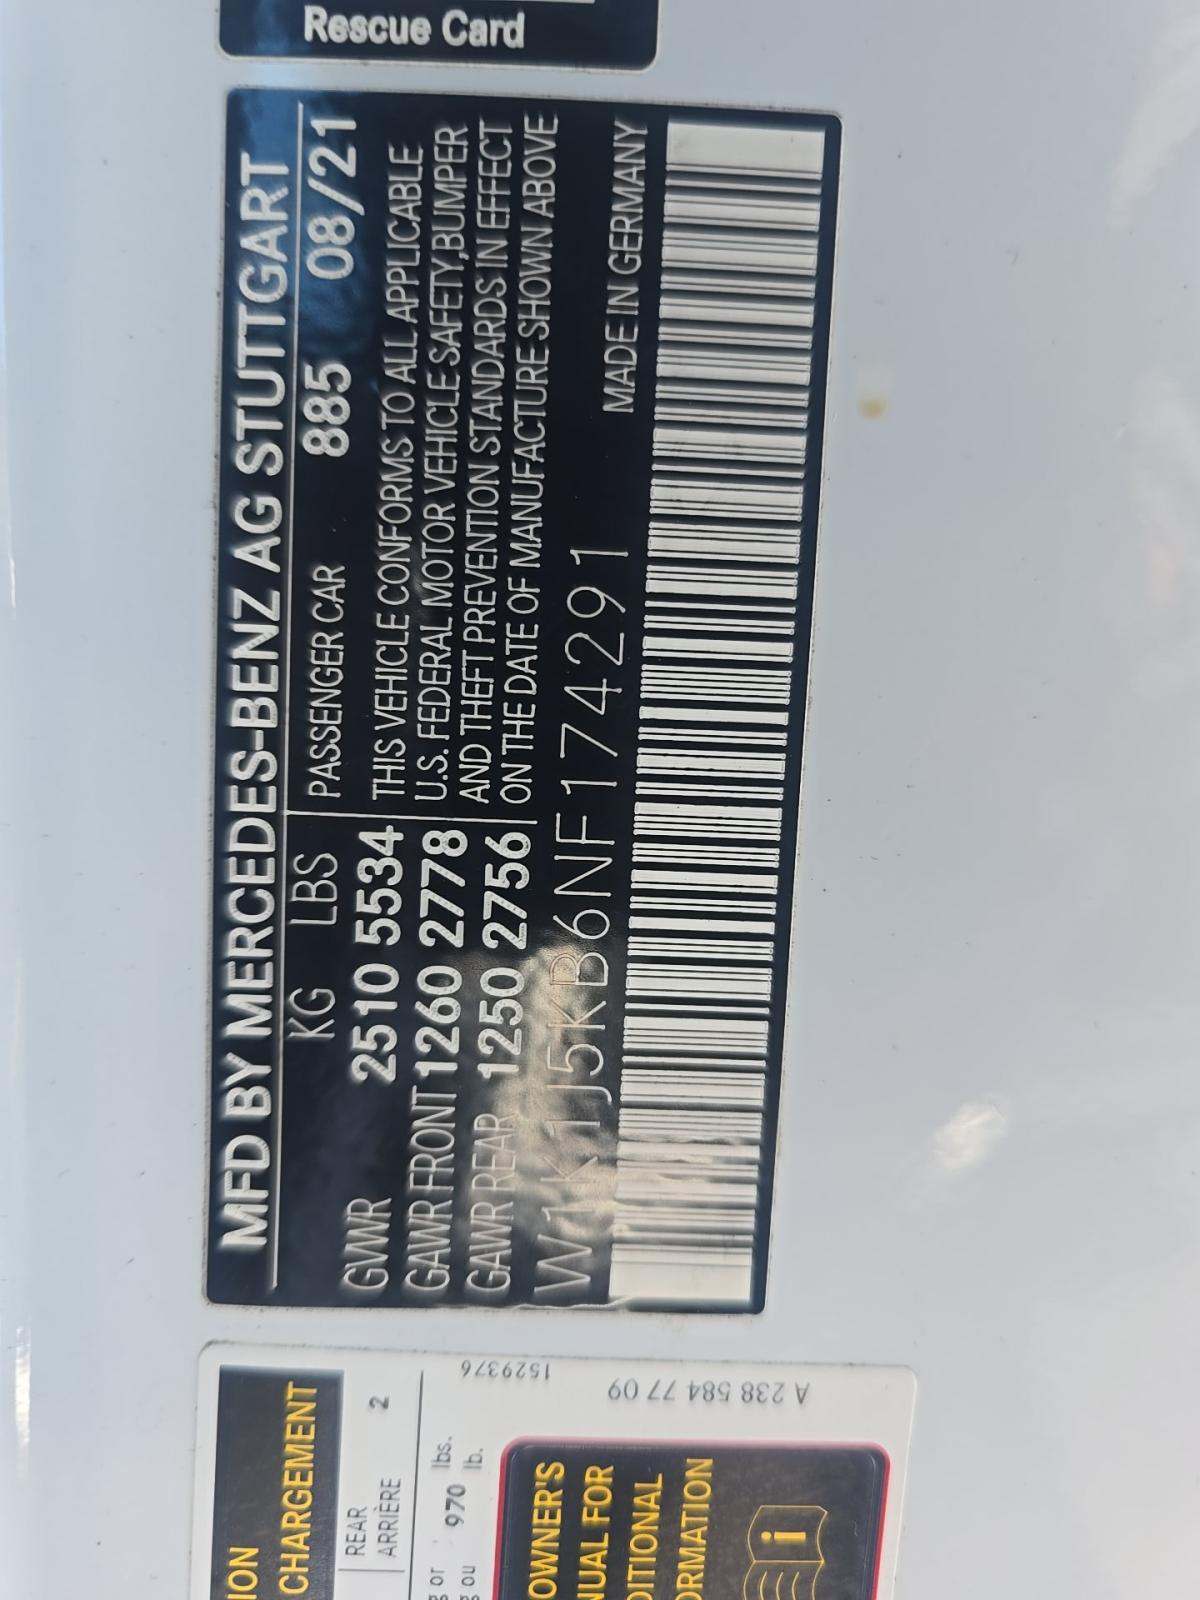 Rescue Card
MFD BY MERCEDES-BENZ AG STUTTGART
KG LBS PASSENGER CAR 885 08/21
GVWR 2510 5534 THIS VEHICLE CONFORMS TO ALL APPLICABLE
GAWR FRONT 1260 2778 U.S. FEDERAL MOTOR VEHICLE SAFETY,BUMPER
GAWR REAR 1250 2756 AND THEFT PREVENTION STANDARDS IN EFFECT
ON THE DATE OF MANUFACTURE SHOWN ABOVE
W1K1J5KB6NF174291 MADE IN GERMANY
ION
CHARGEMENT
REAR
ARRIÈRE 2
or 970 lbs.
ou lb.
1529376
A 238 584 77 09
OWNER'S
NUAL FOR
DITIONAL
ORMATION
i